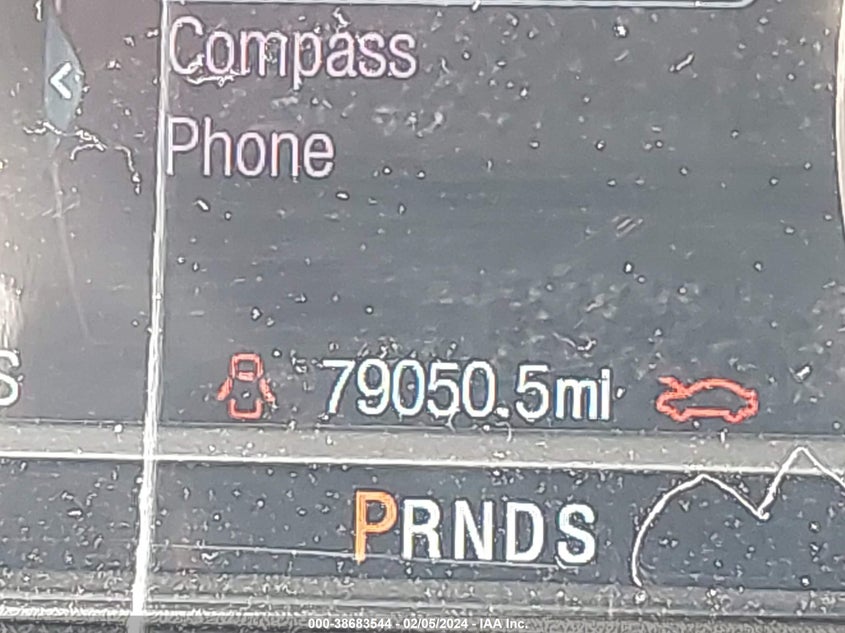 Compass
Phone
S
79050.5mi
PRNDS
000-38683544 - 02/05/2024 - IAA Inc.